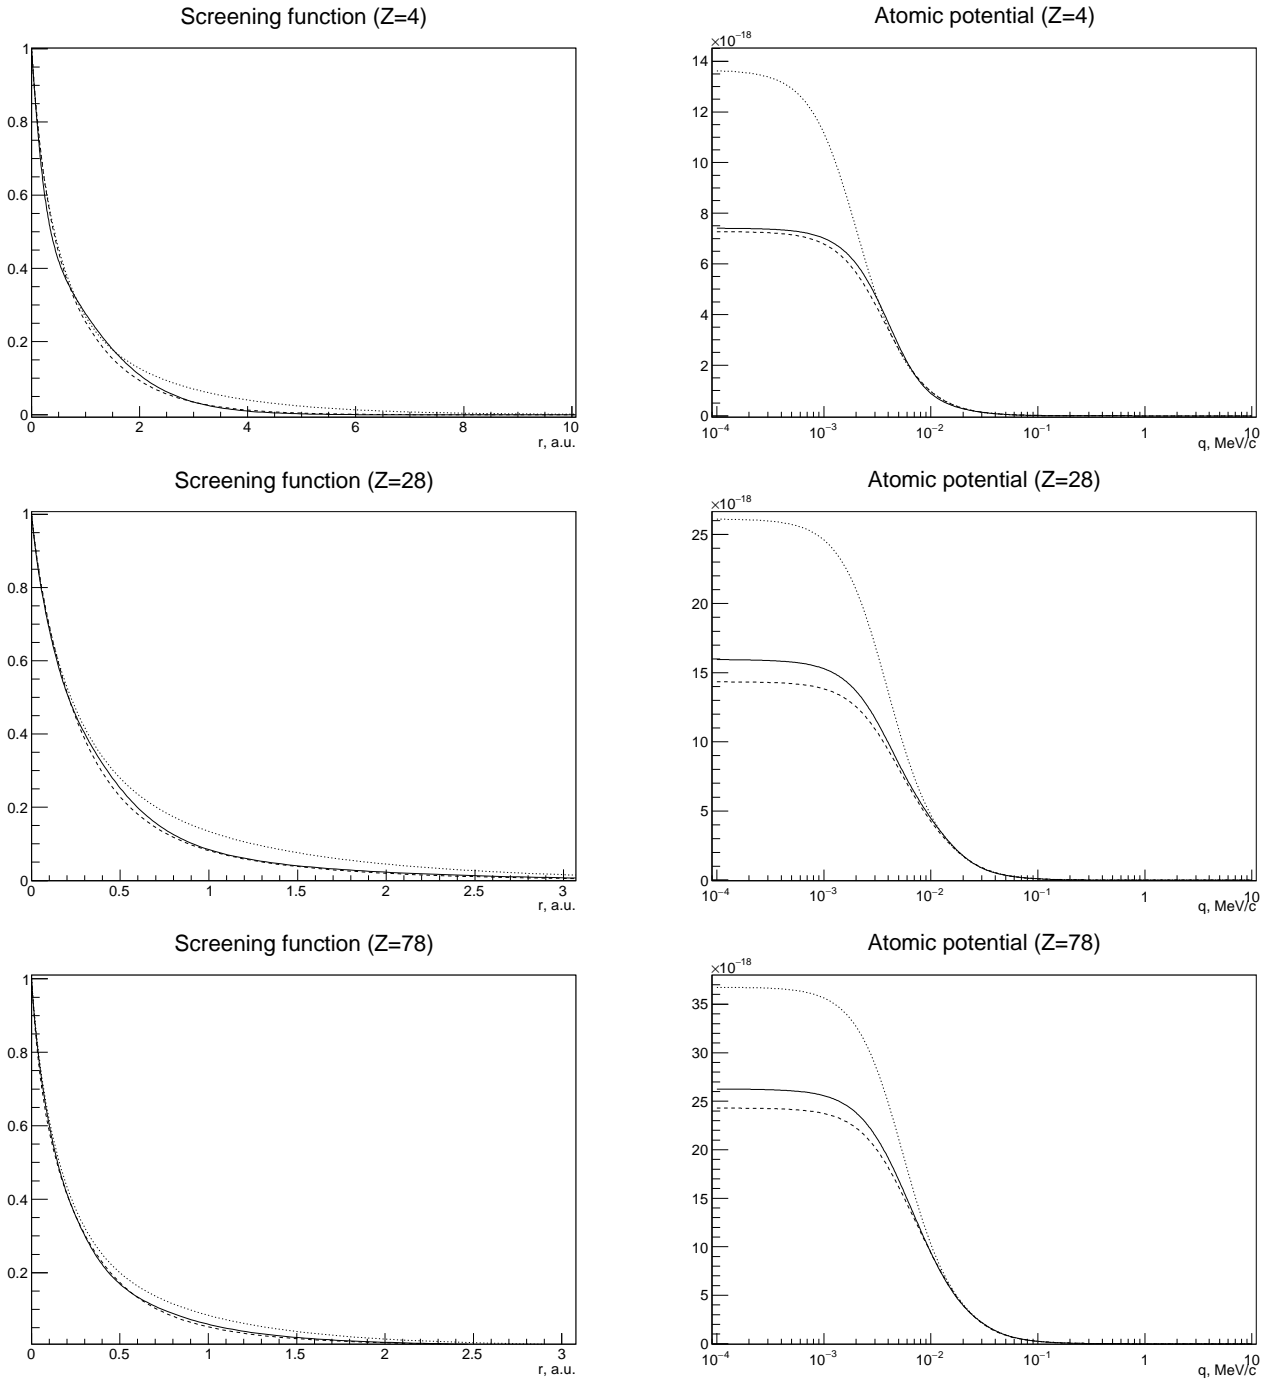 Screening function (Z=4)
1
0.8
0.6
0.4
0.2
0
0 2 4 6 8 10
r, a.u.
Atomic potential (Z=4)
×10⁻¹⁸
14
12
10
8
6
4
2
0
10⁻⁴ 10⁻³ 10⁻² 10⁻¹ 1 10
q, MeV/c
Screening function (Z=28)
1
0.8
0.6
0.4
0.2
0
0 0.5 1 1.5 2 2.5 3
r, a.u.
Atomic potential (Z=28)
×10⁻¹⁸
25
20
15
10
5
0
10⁻⁴ 10⁻³ 10⁻² 10⁻¹ 1 10
q, MeV/c
Screening function (Z=78)
1
0.8
0.6
0.4
0.2
0 0.5 1 1.5 2 2.5 3
r, a.u.
Atomic potential (Z=78)
×10⁻¹⁸
35
30
25
20
15
10
5
0
10⁻⁴ 10⁻³ 10⁻² 10⁻¹ 1 10
q, MeV/c